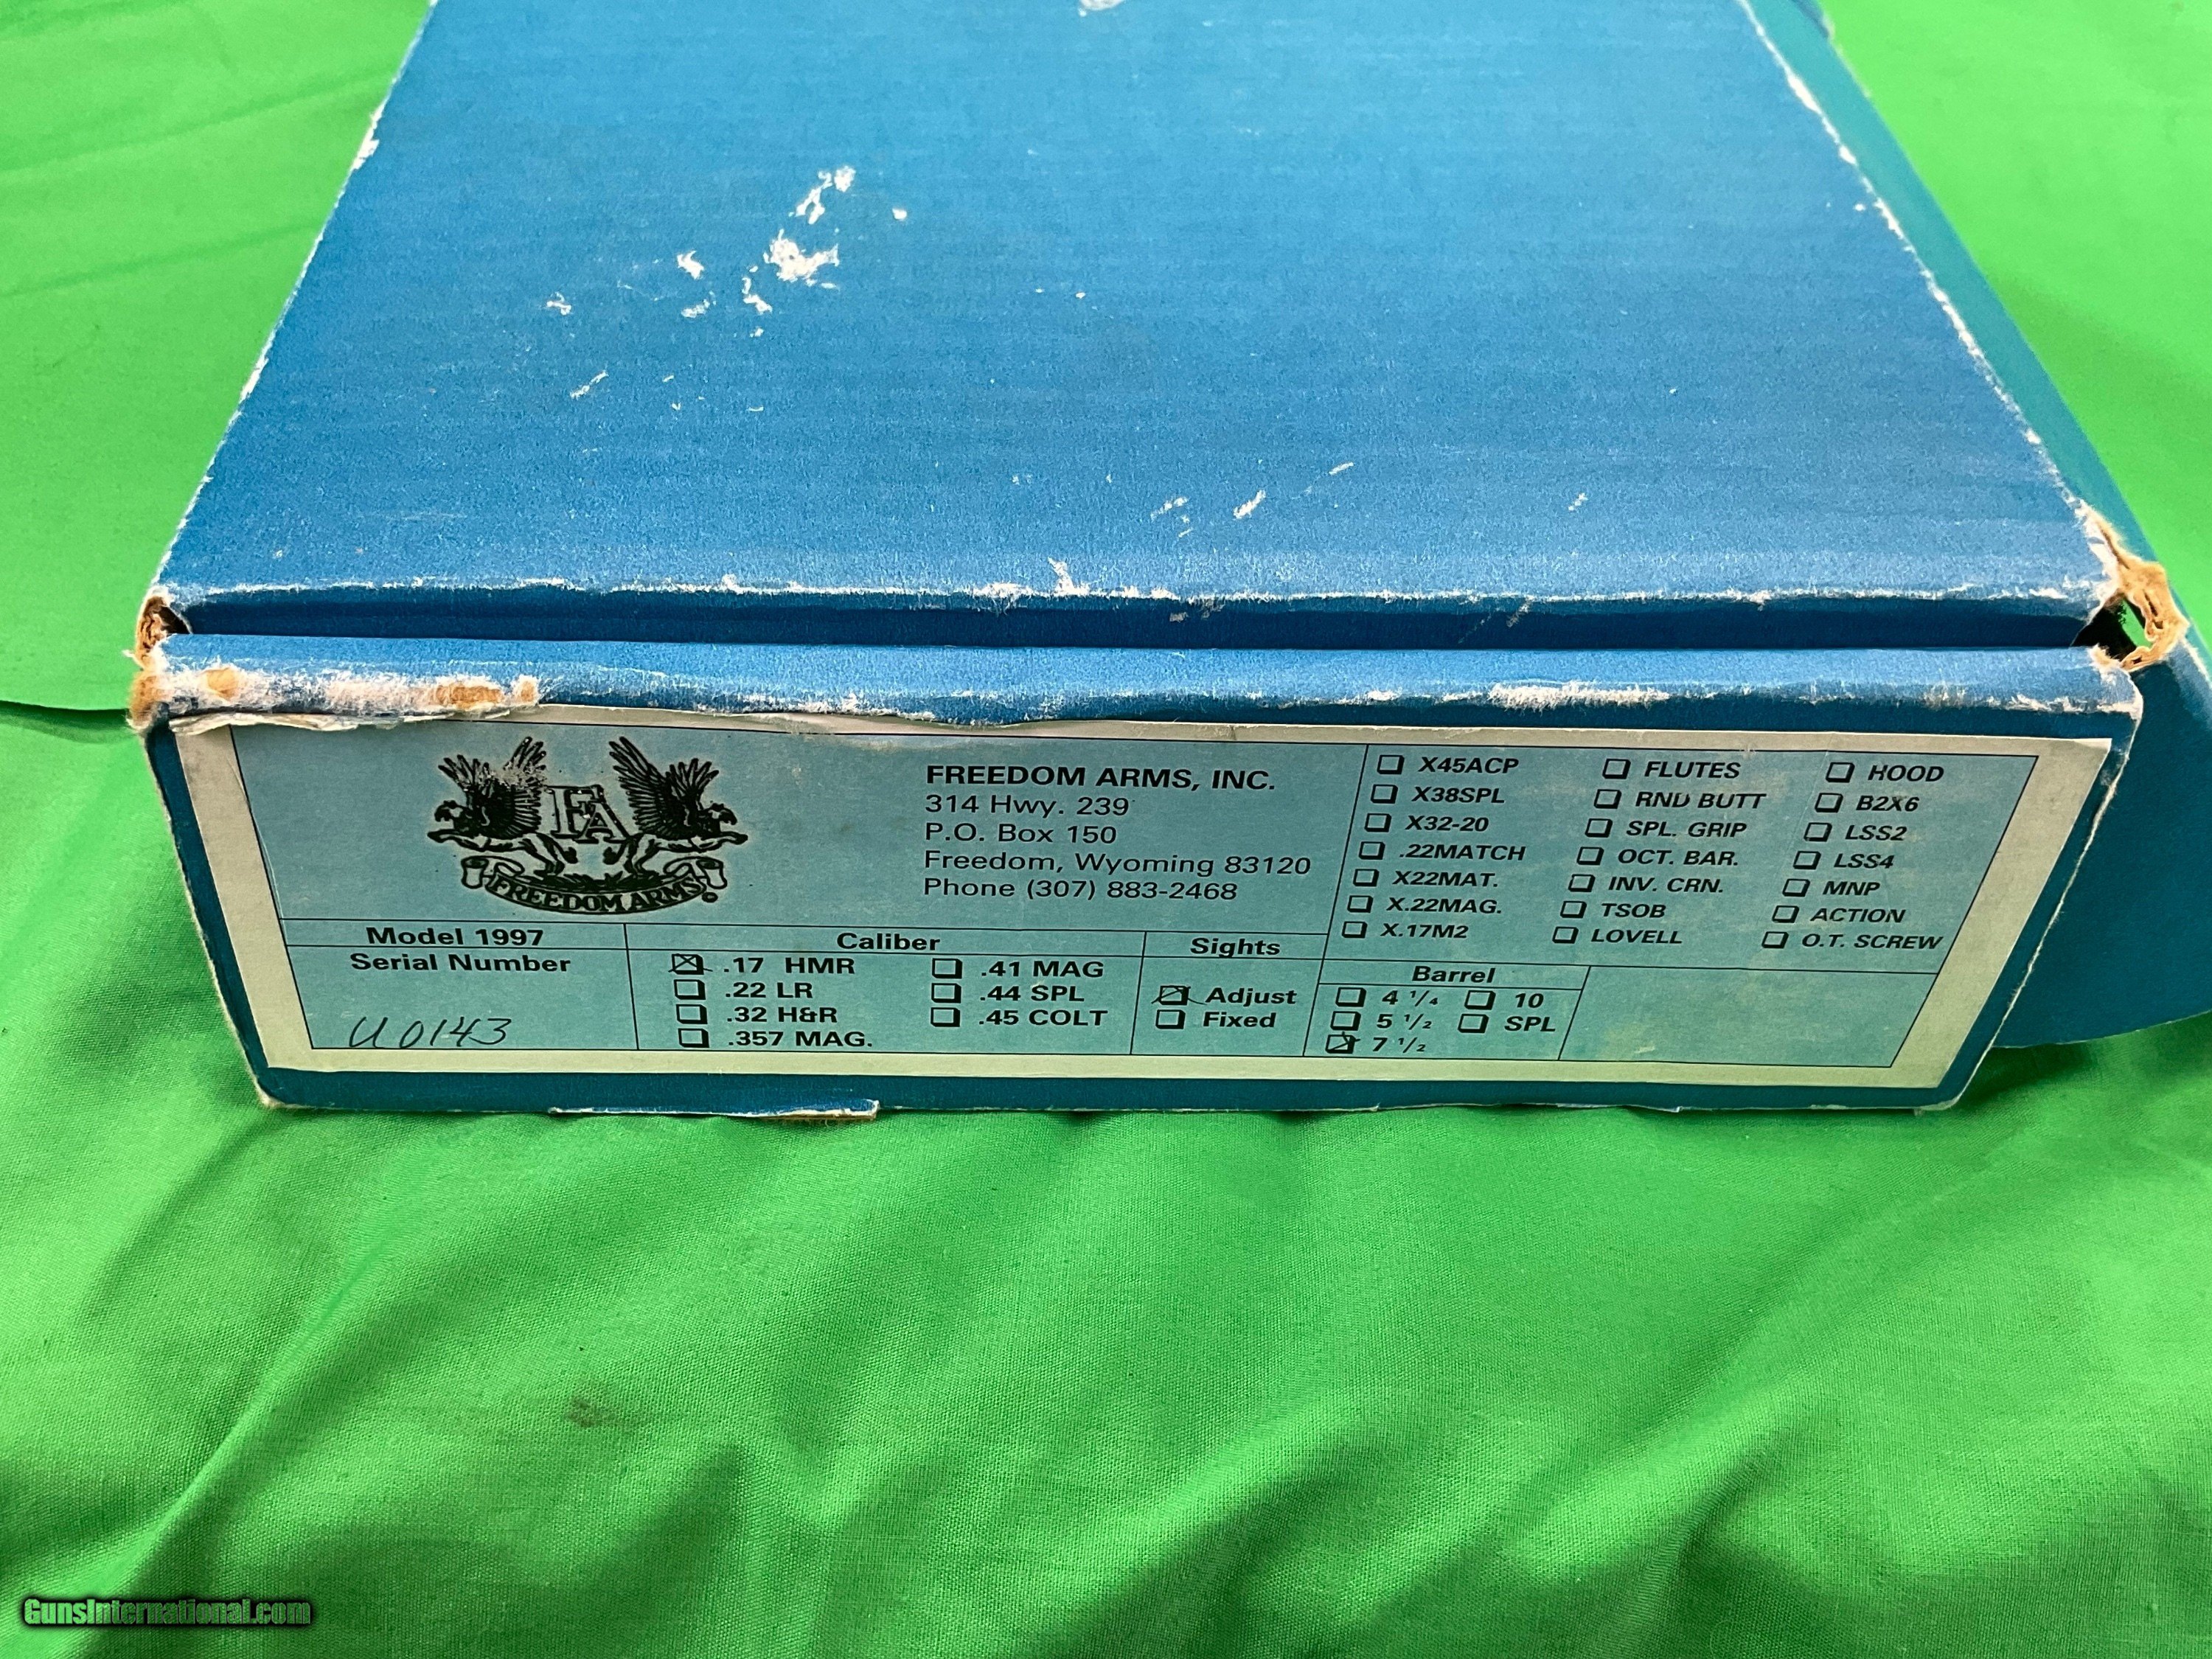 FA
FREEDOM ARMS
FREEDOM ARMS, INC.
314 Hwy. 239
P.O. Box 150
Freedom, Wyoming 83120
Phone (307) 883-2468
X45ACP
X38SPL
X32-20
.22MATCH
X22MAT.
X.22MAG.
X.17M2
FLUTES
RND BUTT
SPL. GRIP
OCT. BAR.
INV. CRN.
TSOB
LOVELL
HOOD
B2X6
LSS2
LSS4
MNP
ACTION
O.T. SCREW
Model 1997
Serial Number
U0143
Caliber
.17 HMR
.22 LR
.32 H&R
.357 MAG.
.41 MAG
.44 SPL
.45 COLT
Sights
Adjust
Fixed
Barrel
4 1/4
5 1/2
7 1/2
10
SPL
GunsInternational.com